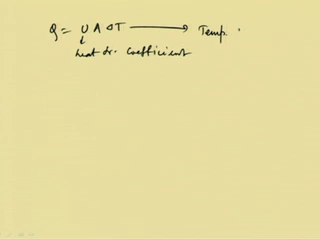 Q = U A ΔT ⟶ Temp.
heat tr. coefficient